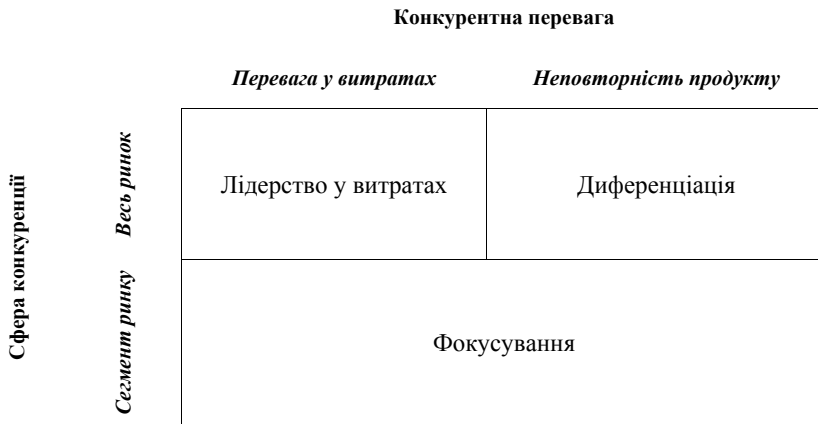 Конкурентна перевага
Перевага у витратах
Неповторність продукту
Сфера конкуренції
Весь ринок
Лідерство у витратах
Диференціація
Сегмент ринку
Фокусування